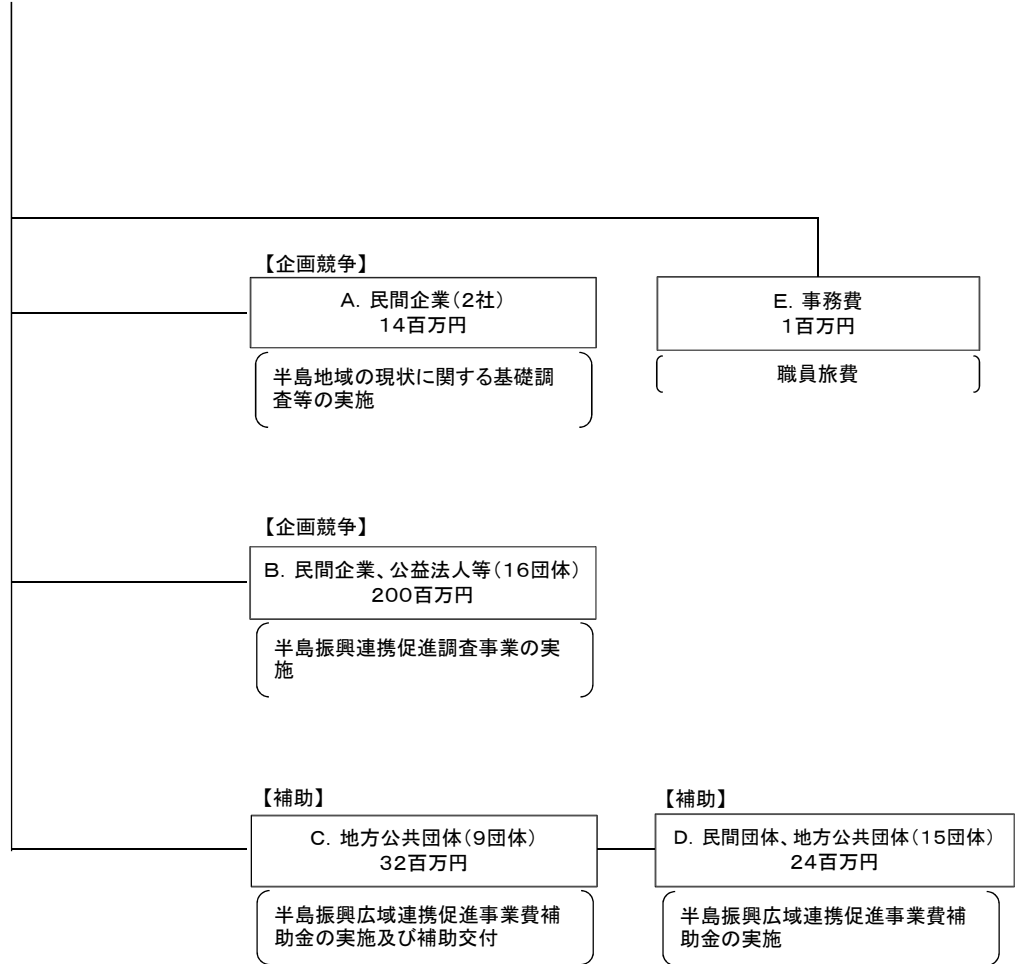 【企画競争】
A. 民間企業(2社)
14百万円
半島地域の現状に関する基礎調
査等の実施
E. 事務費
1百万円
職員旅費
【企画競争】
B. 民間企業、公益法人等(16団体)
200百万円
半島振興連携促進調査事業の実
施
【補助】
C. 地方公共団体(9団体)
32百万円
半島振興広域連携促進事業費補
助金の実施及び補助交付
【補助】
D. 民間団体、地方公共団体(15団体)
24百万円
半島振興広域連携促進事業費補
助金の実施